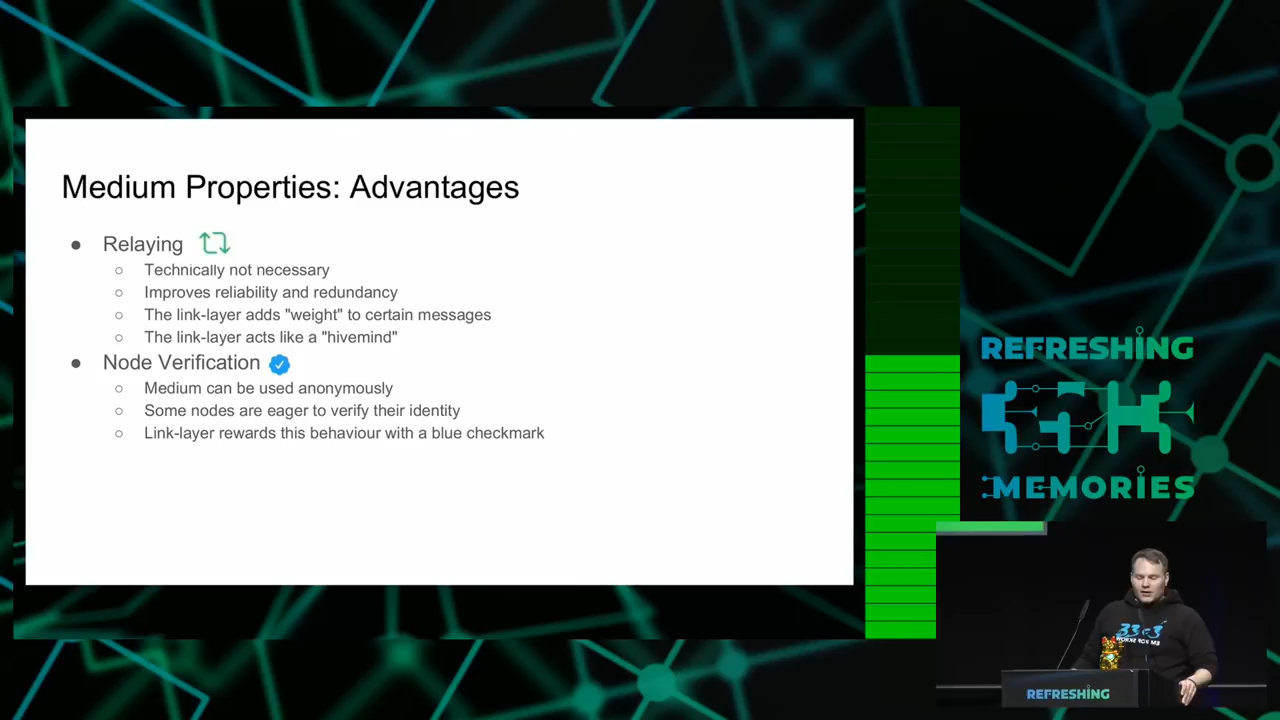 Medium Properties: Advantages
● Relaying
○ Technically not necessary
○ Improves reliability and redundancy
○ The link-layer adds "weight" to certain messages
○ The link-layer acts like a "hivemind"
● Node Verification
○ Medium can be used anonymously
○ Some nodes are eager to verify their identity
○ Link-layer rewards this behaviour with a blue checkmark
REFRESHING
MEMORIES
REFRESHING